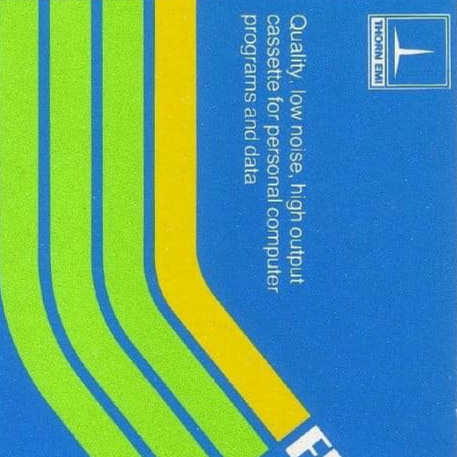 THORN EMI
Quality, low noise, high output
cassette for personal computer
programs and data